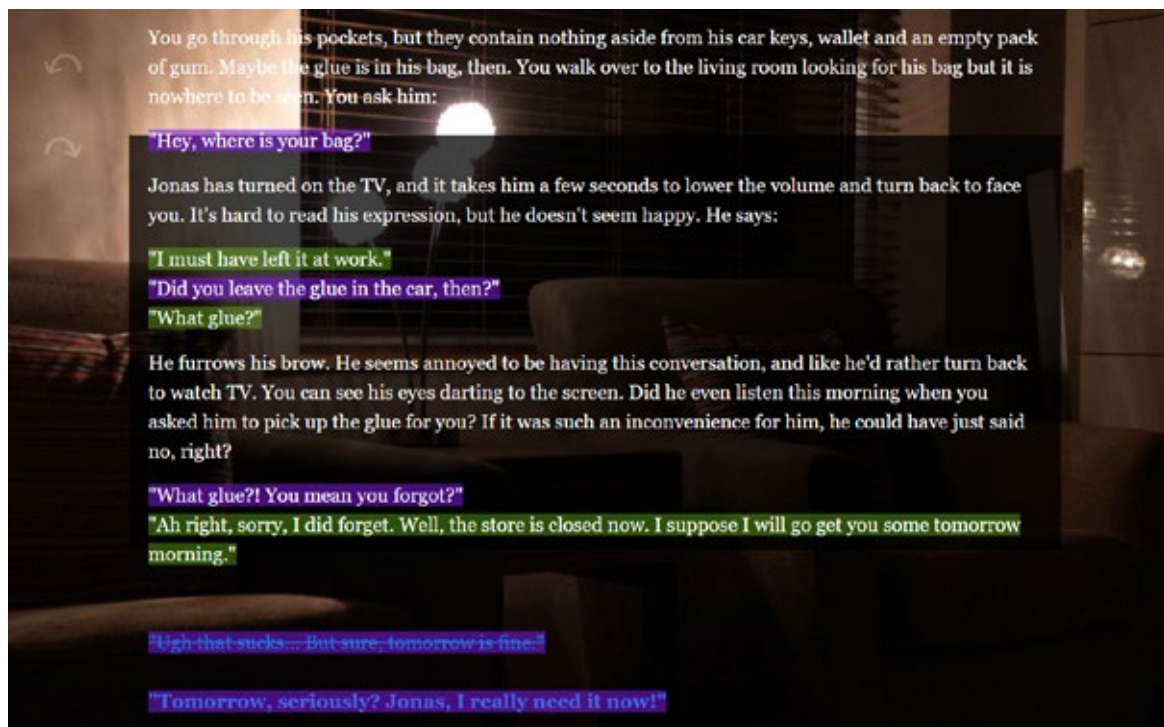 You go through his pockets, but they contain nothing aside from his car keys, wallet and an empty pack
of gum. Maybe the glue is in his bag, then. You walk over to the living room looking for his bag but it is
nowhere to be seen. You ask him:
"Hey, where is your bag?"
Jonas has turned on the TV, and it takes him a few seconds to lower the volume and turn back to face
you. It's hard to read his expression, but he doesn't seem happy. He says:
"I must have left it at work."
"Did you leave the glue in the car, then?"
"What glue?"
He furrows his brow. He seems annoyed to be having this conversation, and like he'd rather turn back
to watch TV. You can see his eyes darting to the screen. Did he even listen this morning when you
asked him to pick up the glue for you? If it was such an inconvenience for him, he could have just said
no, right?
"What glue?! You mean you forgot?"
"Ah right, sorry, I did forget. Well, the store is closed now. I suppose I will go get you some tomorrow
morning."
"Ugh that sucks... But sure, tomorrow is fine."
"Tomorrow, seriously? Jonas, I really need it now!"